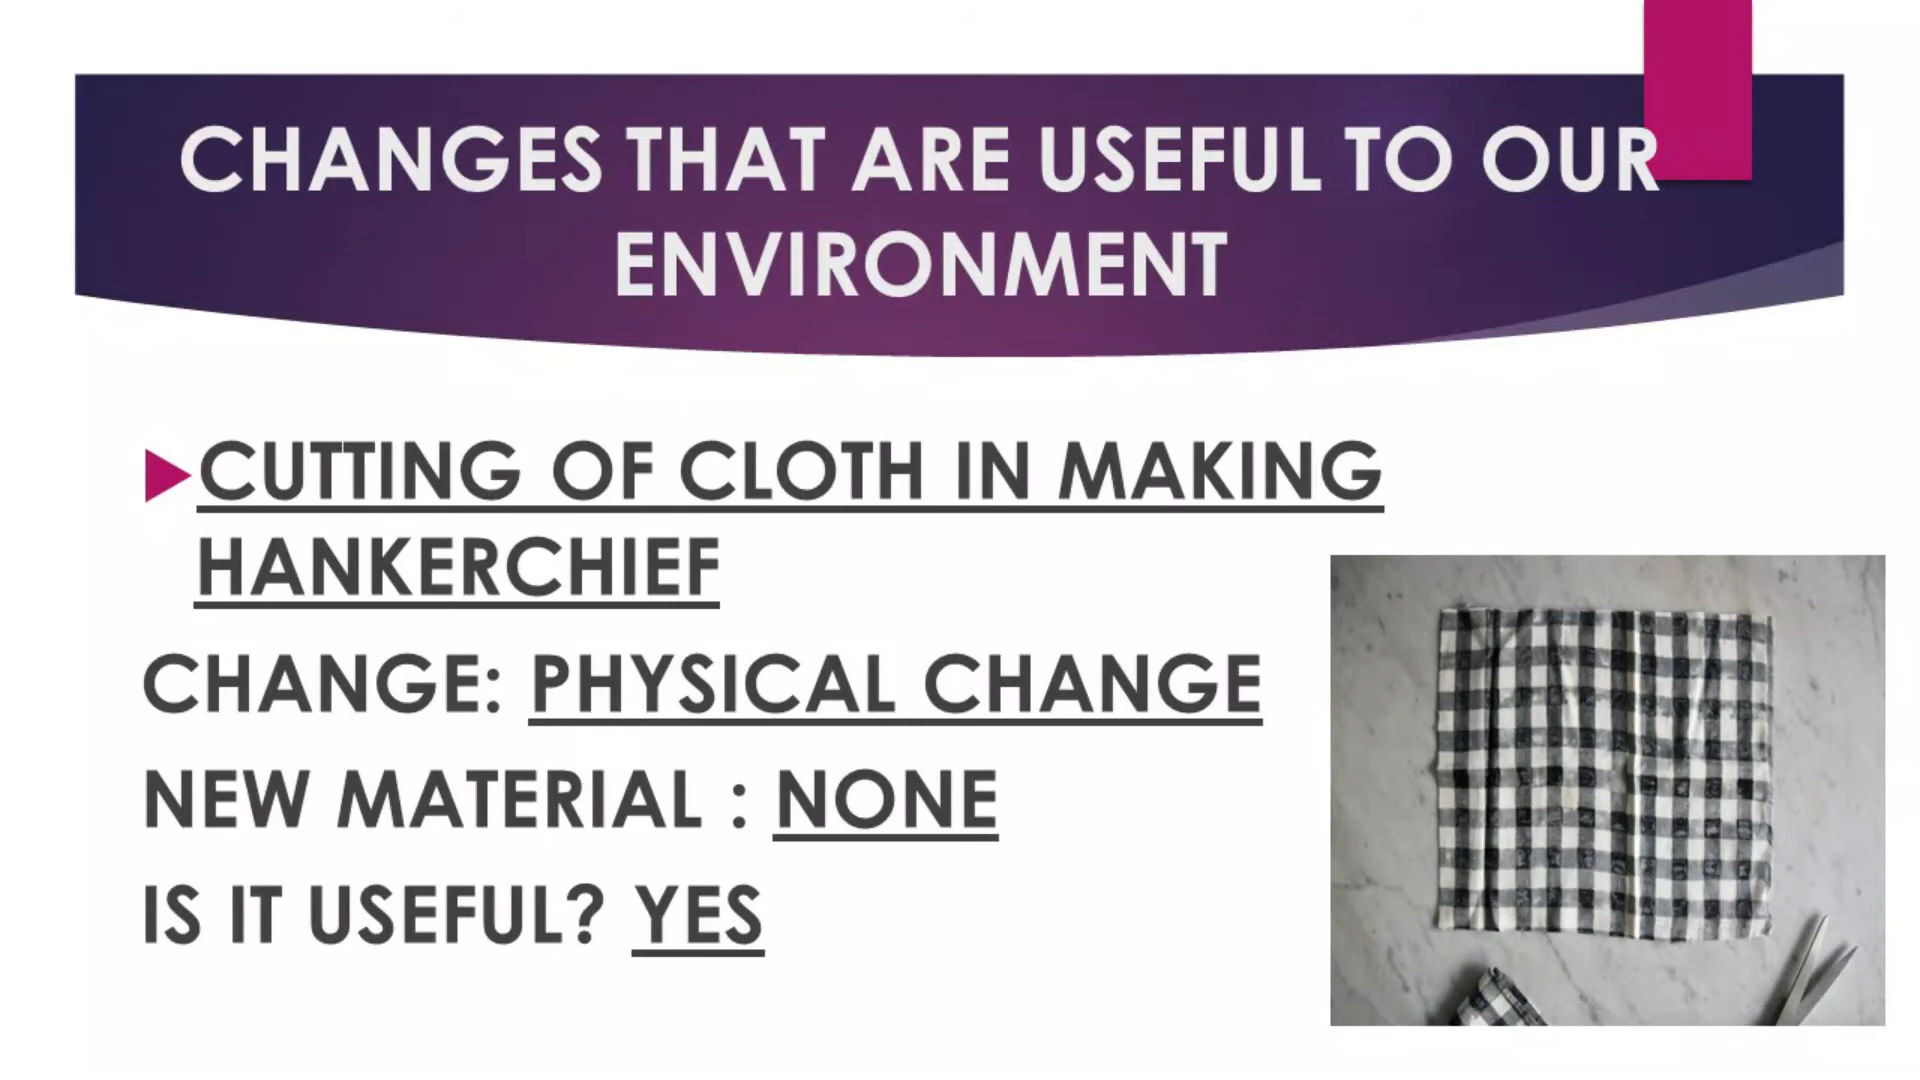 CHANGES THAT ARE USEFUL TO OUR
ENVIRONMENT
CUTTING OF CLOTH IN MAKING
HANKERCHIEF
CHANGE: PHYSICAL CHANGE
NEW MATERIAL : NONE
IS IT USEFUL? YES